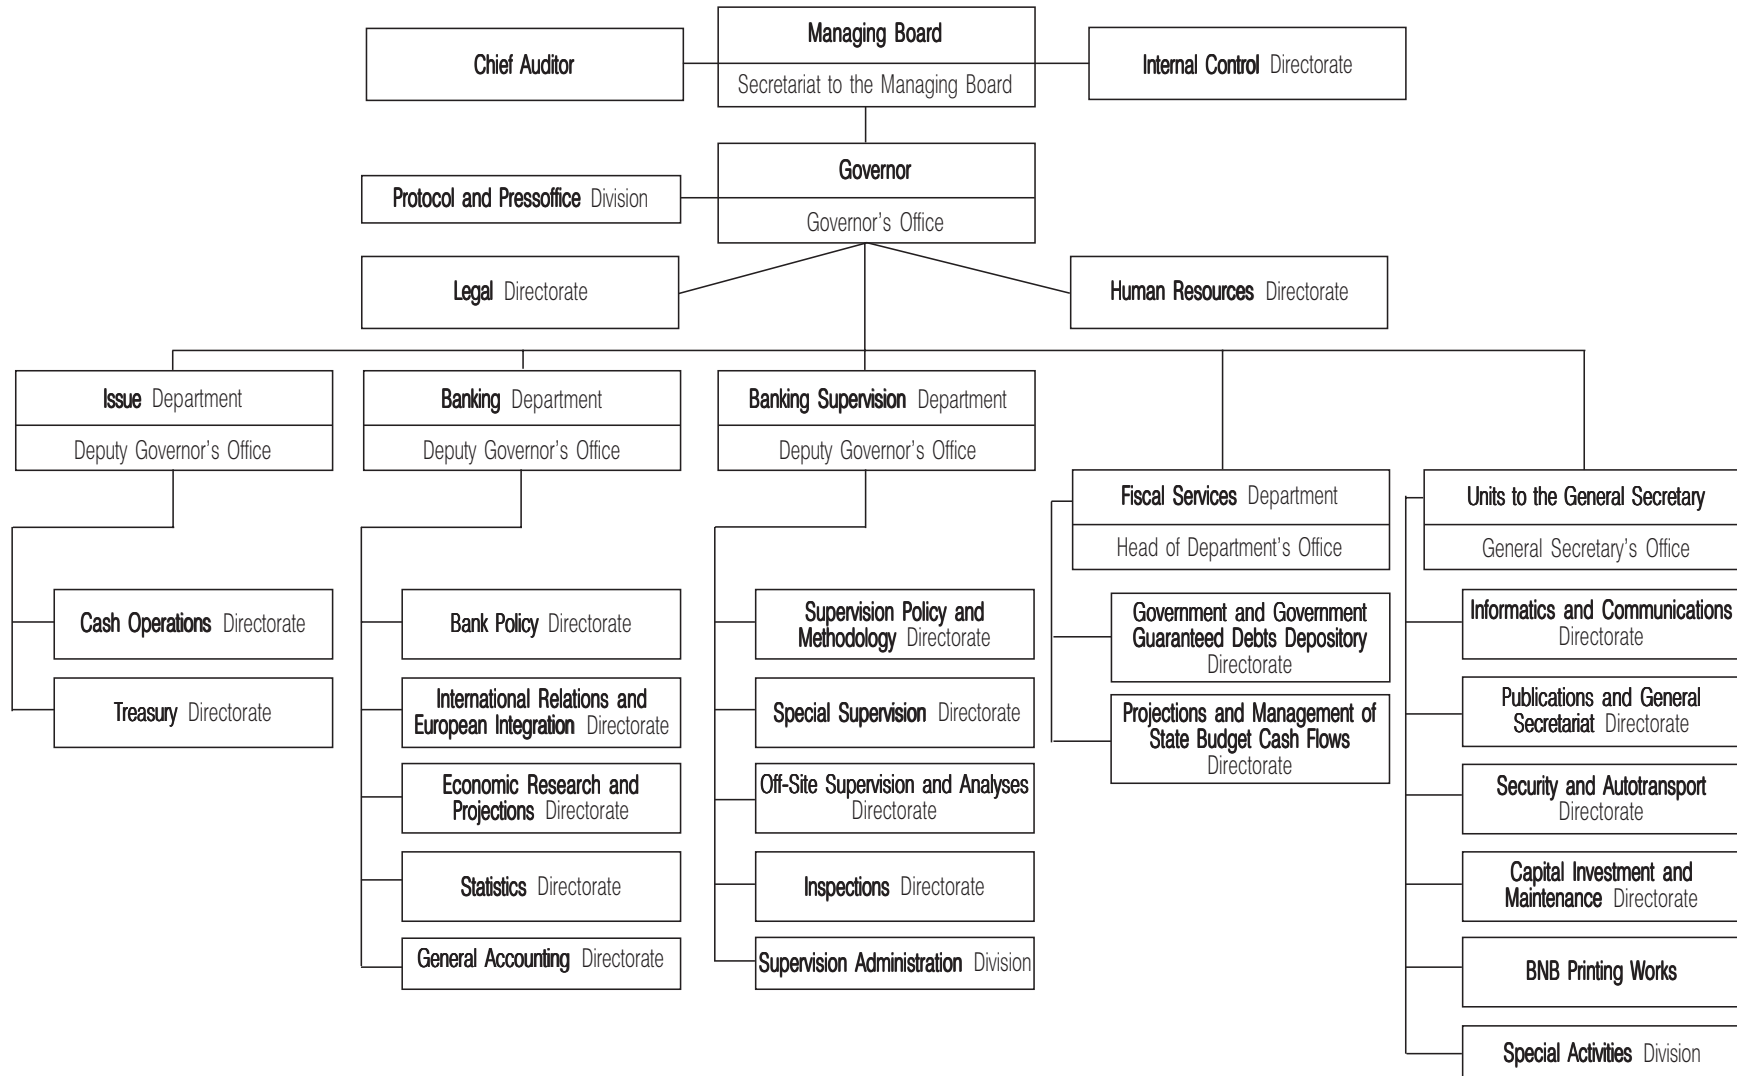 Managing Board
Secretariat to the Managing Board
Chief Auditor
Internal Control Directorate
Governor
Governor's Office
Protocol and Pressoffice Division
Legal Directorate
Human Resources Directorate
Issue Department
Deputy Governor's Office
Cash Operations Directorate
Treasury Directorate
Banking Department
Deputy Governor's Office
Bank Policy Directorate
International Relations and
European Integration Directorate
Economic Research and
Projections Directorate
Statistics Directorate
General Accounting Directorate
Banking Supervision Department
Deputy Governor's Office
Supervision Policy and
Methodology Directorate
Special Supervision Directorate
Off-Site Supervision and Analyses
Directorate
Inspections Directorate
Supervision Administration Division
Fiscal Services Department
Head of Department's Office
Government and Government
Guaranteed Debts Depository
Directorate
Projections and Management of
State Budget Cash Flows
Directorate
Units to the General Secretary
General Secretary's Office
Informatics and Communications
Directorate
Publications and General
Secretariat Directorate
Security and Autotransport
Directorate
Capital Investment and
Maintenance Directorate
BNB Printing Works
Special Activities Division